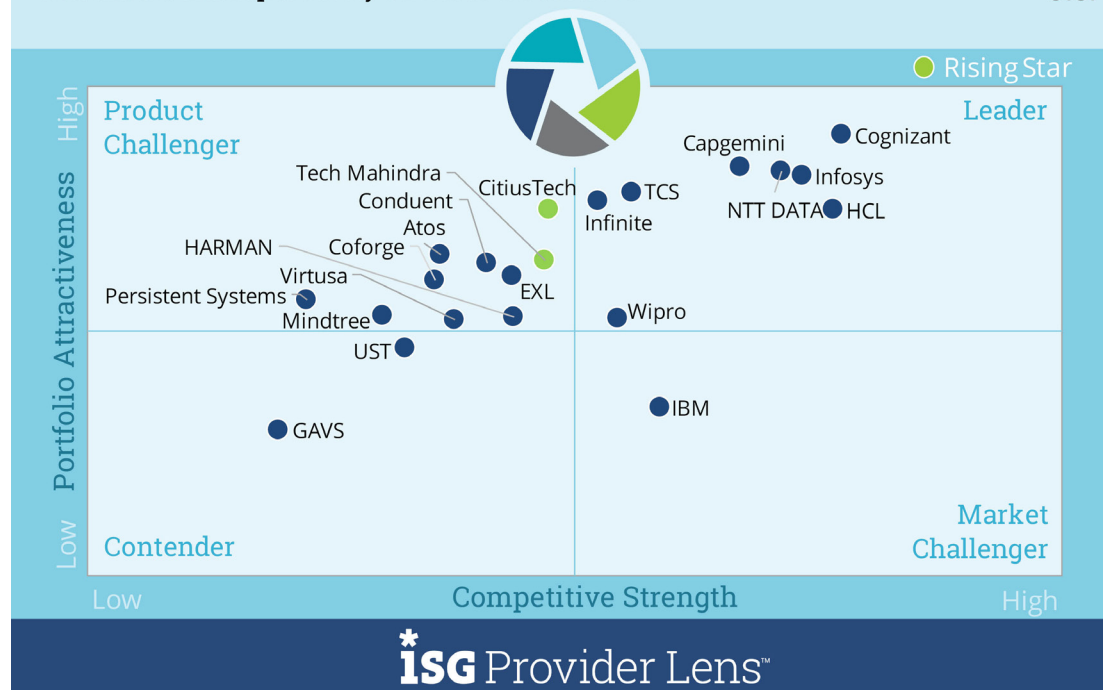 Rising Star
High
Product
Challenger
Leader
Capgemini
Cognizant
Tech Mahindra
CitiusTech
TCS
Infosys
Conduent
Infinite
NTT DATA
HCL
Atos
HARMAN
Coforge
Virtusa
EXL
Persistent Systems
Mindtree
Wipro
UST
IBM
GAVS
Portfolio Attractiveness
Market
Challenger
Contender
Low
Low
Competitive Strength
High
ISG Provider Lens™